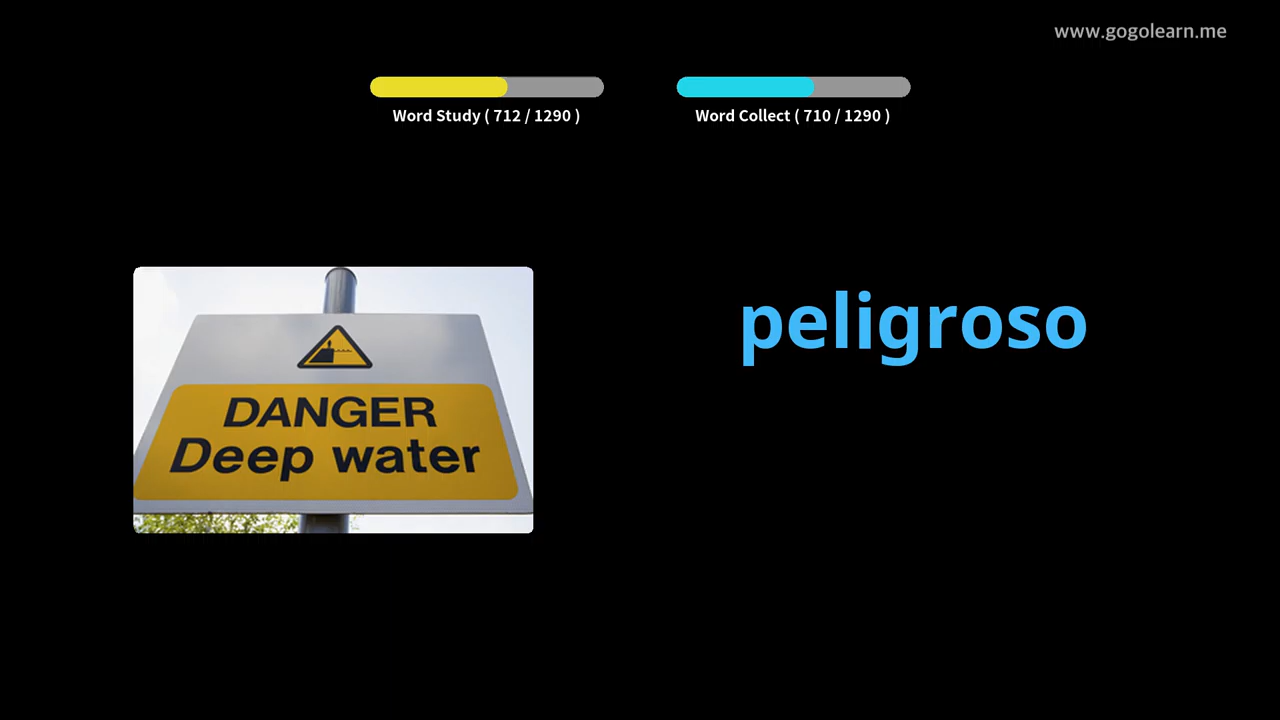 www.gogolearn.me
Word Study ( 712 / 1290 )
Word Collect ( 710 / 1290 )
DANGER
Deep water
peligroso